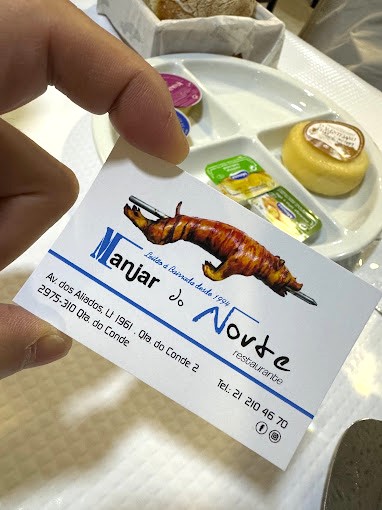 Leitão à Bairrada desde 1994
Manjar do Norte
restaurante
Av. dos Aliados, Lt 1961 . Qta. do Conde 2
2975-310 Qta. do Conde
Tel.: 21 210 46 70